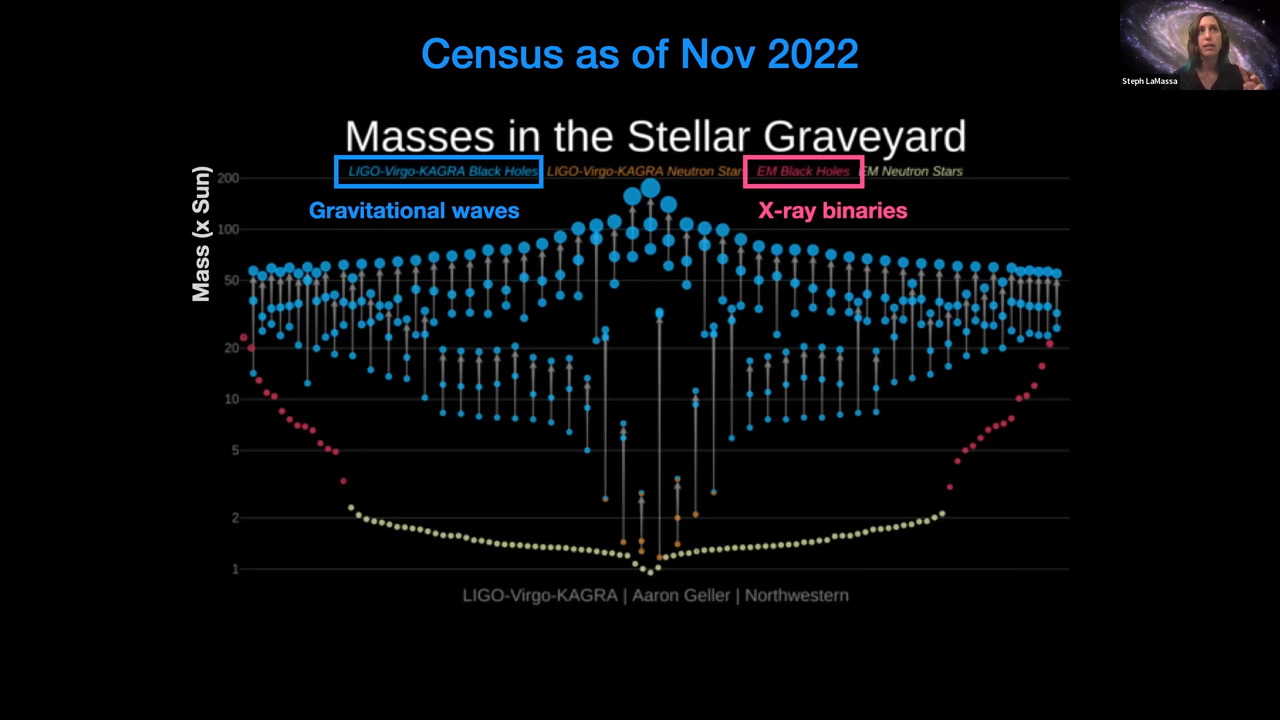 Census as of Nov 2022
Steph LaMassa
Masses in the Stellar Graveyard
LIGO-Virgo-KAGRA Black Holes LIGO-Virgo-KAGRA Neutron Star EM Black Holes EM Neutron Stars
Gravitational waves
X-ray binaries
Mass (x Sun)
200
100
50
20
10
5
2
1
LIGO-Virgo-KAGRA | Aaron Geller | Northwestern